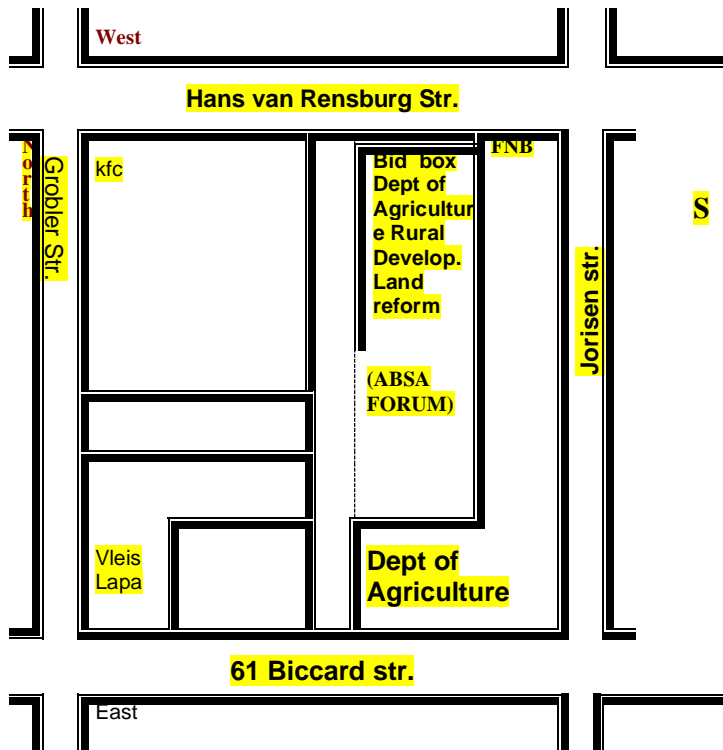 West
Hans van Rensburg Str.
North
Grobler Str.
kfc
Bid box
Dept of
Agricultur
e Rural
Develop.
Land
reform
FNB
S
Jorisen str.
(ABSA
FORUM)
Vleis
Lapa
Dept of
Agriculture
61 Biccard str.
East